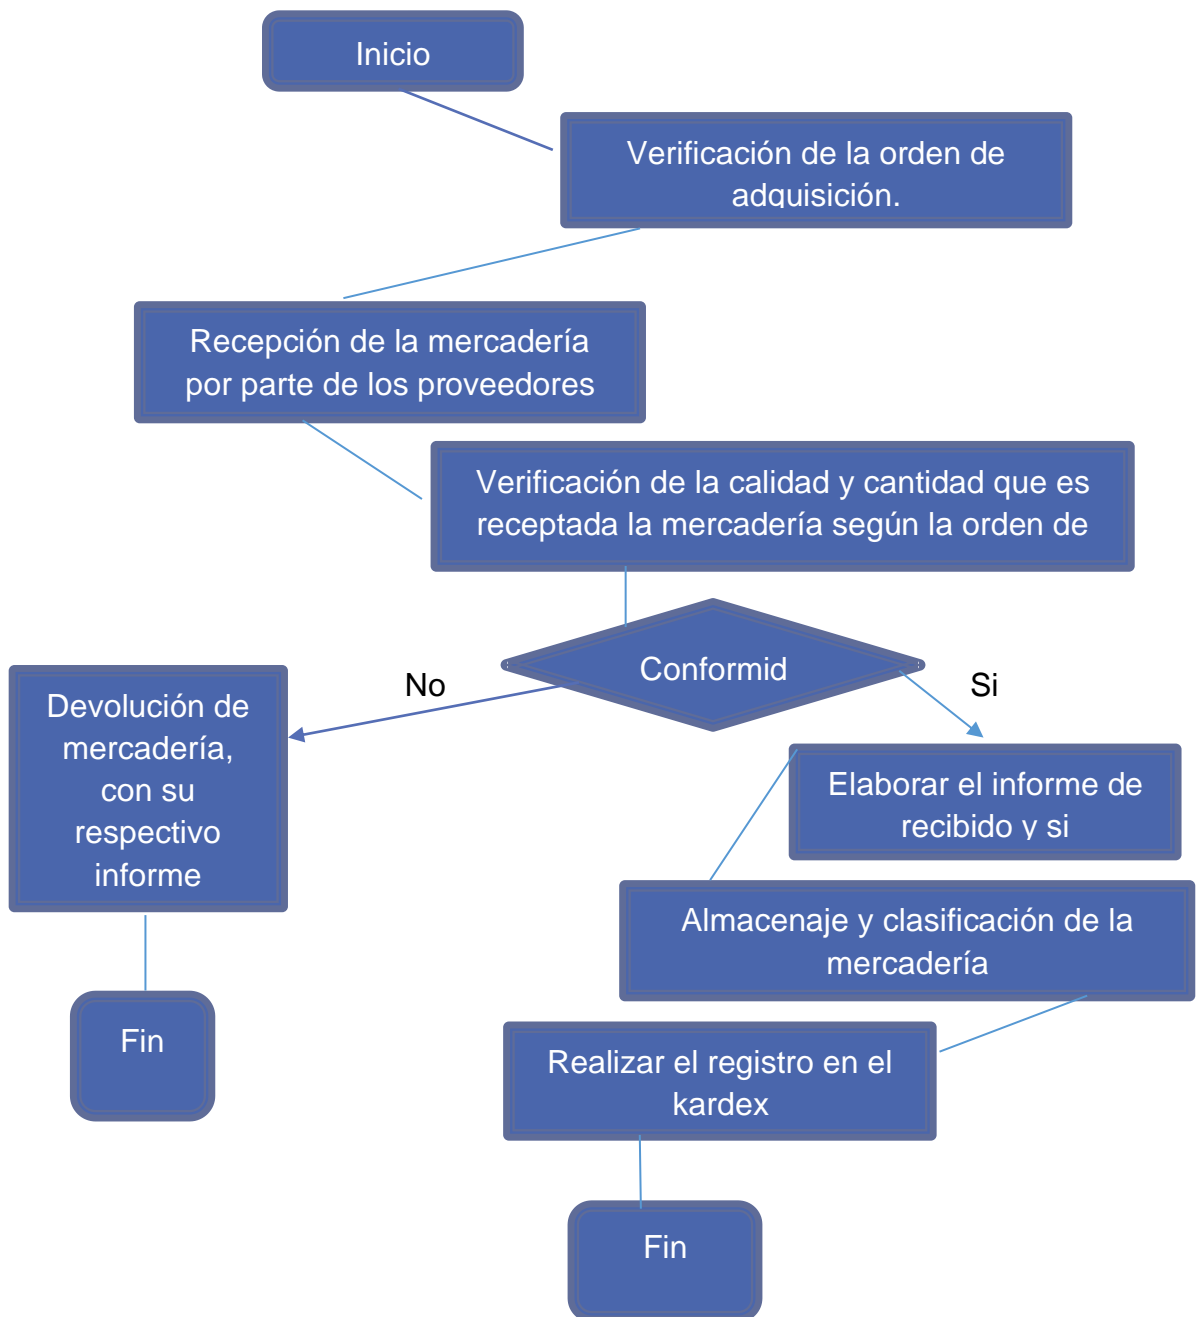 Inicio
Verificación de la orden de
adquisición.
Recepción de la mercadería
por parte de los proveedores
Verificación de la calidad y cantidad que es
receptada la mercadería según la orden de
Conformid
No
Si
Devolución de
mercadería,
con su
respectivo
informe
Elaborar el informe de
recibido y si
Almacenaje y clasificación de la
mercadería
Fin
Realizar el registro en el
kardex
Fin